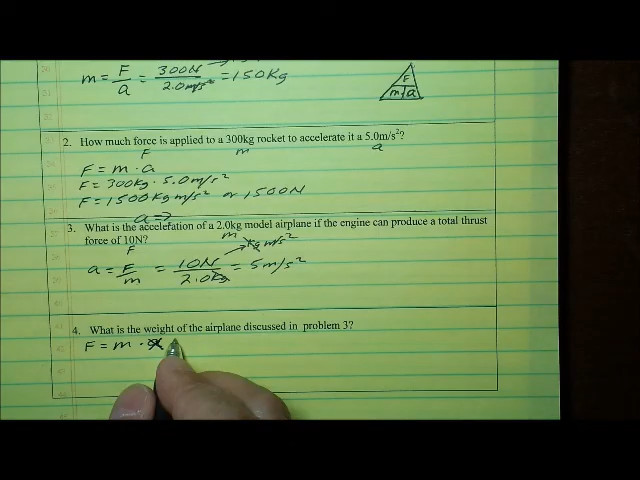 m = F/a = 300N/2.0m/s² = 150Kg
F
m a
2. How much force is applied to a 300kg rocket to accelerate it a 5.0m/s²?
F m a
F = m · a
F = 300Kg · 5.0m/s²
F = 1500Kgm/s² or 1500N
a =>
3. What is the acceleration of a 2.0kg model airplane if the engine can produce a total thrust
m
force of 10N?
F Kgm/s²
a = F/m = 10N/2.0Kg = 5m/s²
4. What is the weight of the airplane discussed in problem 3?
F = m ·